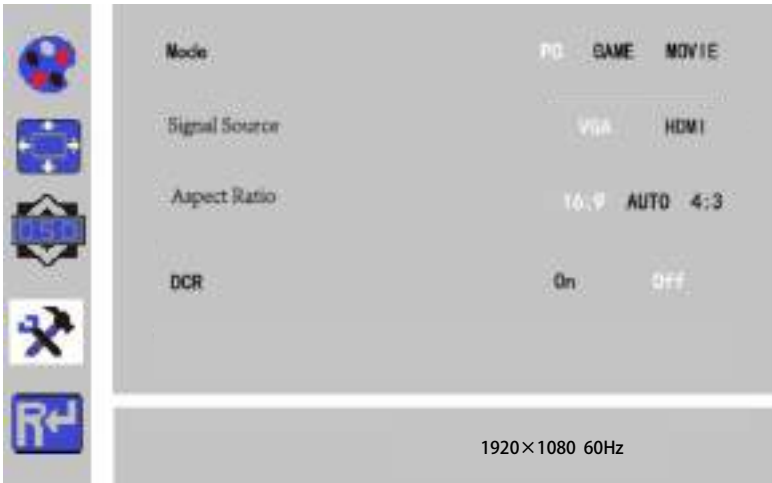 Mode PC GAME MOVIE
Signal Source VGA HDMI
Aspect Ratio 16:9 AUTO 4:3
OSD
DCR On Off
R
1920×1080 60Hz